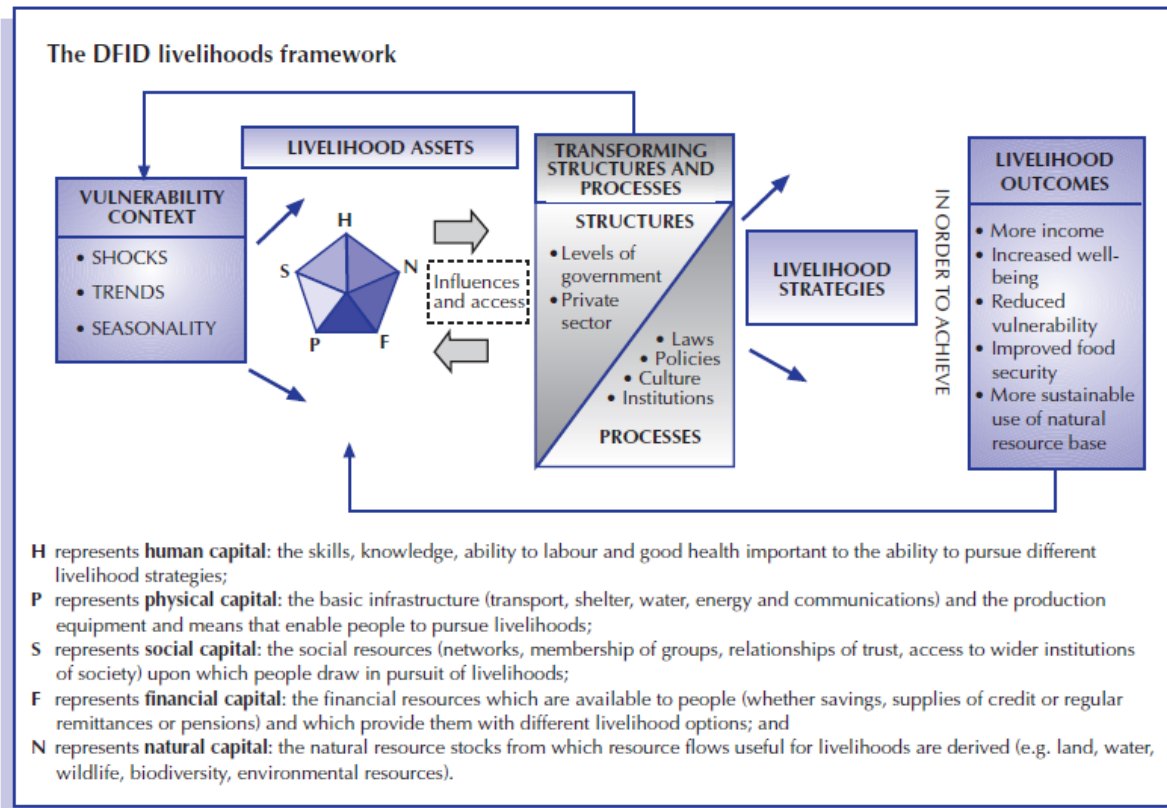 The DFID livelihoods framework
LIVELIHOOD ASSETS
VULNERABILITY
CONTEXT
• SHOCKS
• TRENDS
• SEASONALITY
H
S
N
P
F
Influences
and access
TRANSFORMING
STRUCTURES AND
PROCESSES
STRUCTURES
• Levels of
government
• Private
sector
• Laws
• Policies
• Culture
• Institutions
PROCESSES
LIVELIHOOD
STRATEGIES
IN ORDER TO ACHIEVE
LIVELIHOOD
OUTCOMES
• More income
• Increased well-
being
• Reduced
vulnerability
• Improved food
security
• More sustainable
use of natural
resource base
H represents human capital: the skills, knowledge, ability to labour and good health important to the ability to pursue different
livelihood strategies;
P represents physical capital: the basic infrastructure (transport, shelter, water, energy and communications) and the production
equipment and means that enable people to pursue livelihoods;
S represents social capital: the social resources (networks, membership of groups, relationships of trust, access to wider institutions
of society) upon which people draw in pursuit of livelihoods;
F represents financial capital: the financial resources which are available to people (whether savings, supplies of credit or regular
remittances or pensions) and which provide them with different livelihood options; and
N represents natural capital: the natural resource stocks from which resource flows useful for livelihoods are derived (e.g. land, water,
wildlife, biodiversity, environmental resources).